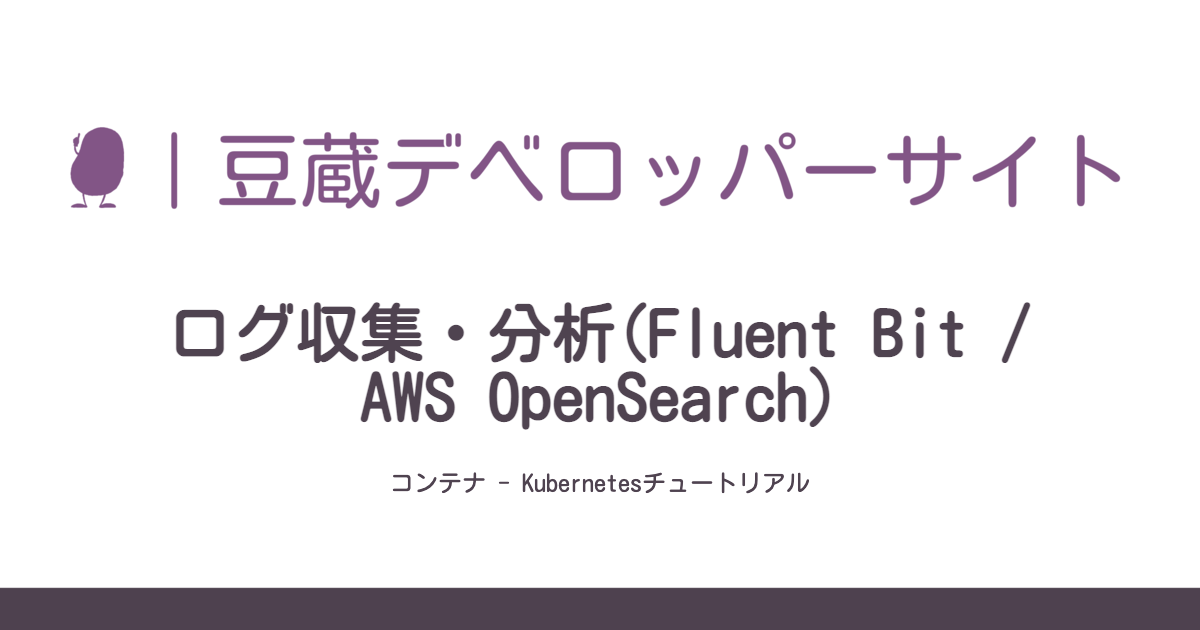 |豆蔵デベロッパーサイト
ログ収集・分析(Fluent Bit /
AWS OpenSearch)
コンテナ - Kubernetesチュートリアル